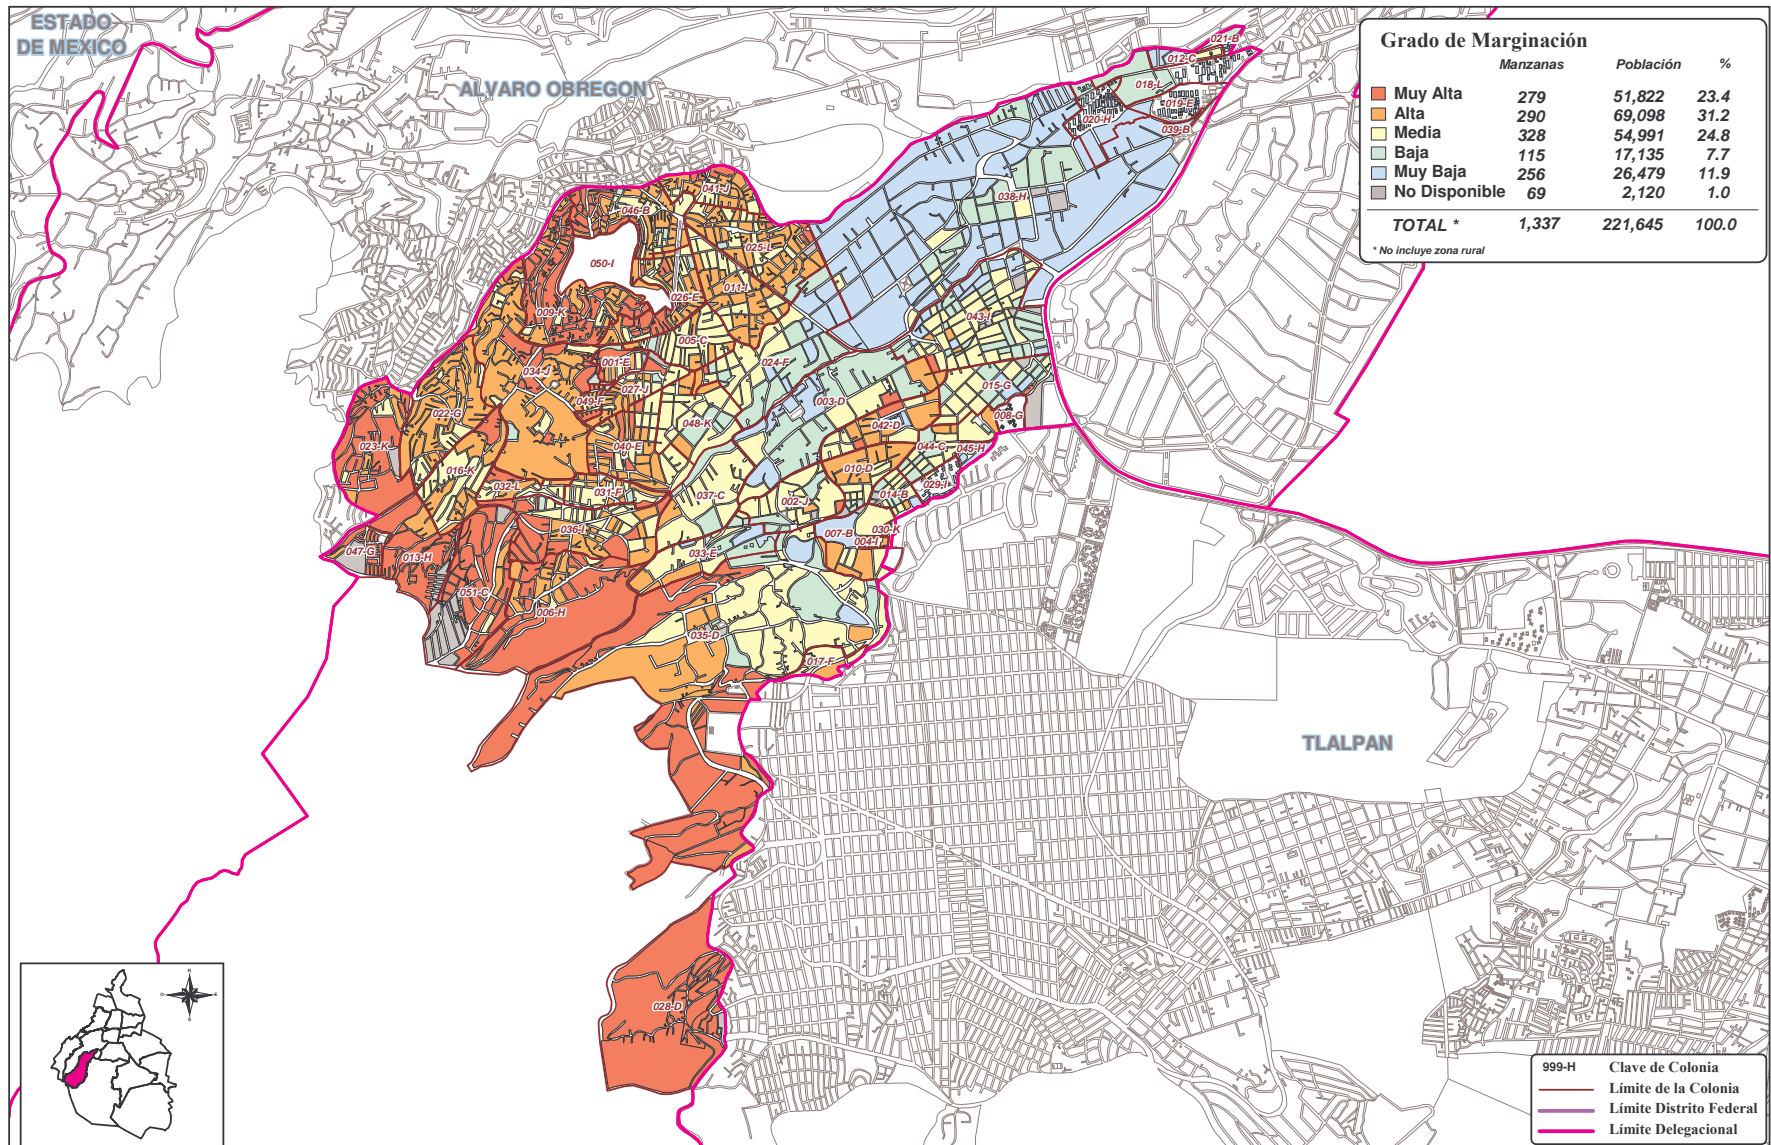 ESTADO
DE MEXICO
ALVARO OBREGON
TLALPAN
Grado de Marginación
Manzanas Población %
Muy Alta 279 51,822 23.4
Alta 290 69,098 31.2
Media 328 54,991 24.8
Baja 115 17,135 7.7
Muy Baja 256 26,479 11.9
No Disponible 69 2,120 1.0
TOTAL * 1,337 221,645 100.0
* No incluye zona rural
021-B
012-C
018-L
019-E
020-H
039-B
038-H
041-J
046-B
025-L
050-I
026-E
011-I
009-K
043-I
005-C
001-E
024-F
034-J
027-J
015-G
049-F
003-D
008-G
022-G
048-K
042-D
023-K
040-E
044-C
045-H
016-K
010-D
032-L
031-F
037-C
002-J
014-B
029-I
036-I
007-B
030-K
004-I
047-G
013-H
033-E
051-C
006-H
035-D
017-F
028-D
N
999-H Clave de Colonia
Límite de la Colonia
Límite Distrito Federal
Límite Delegacional